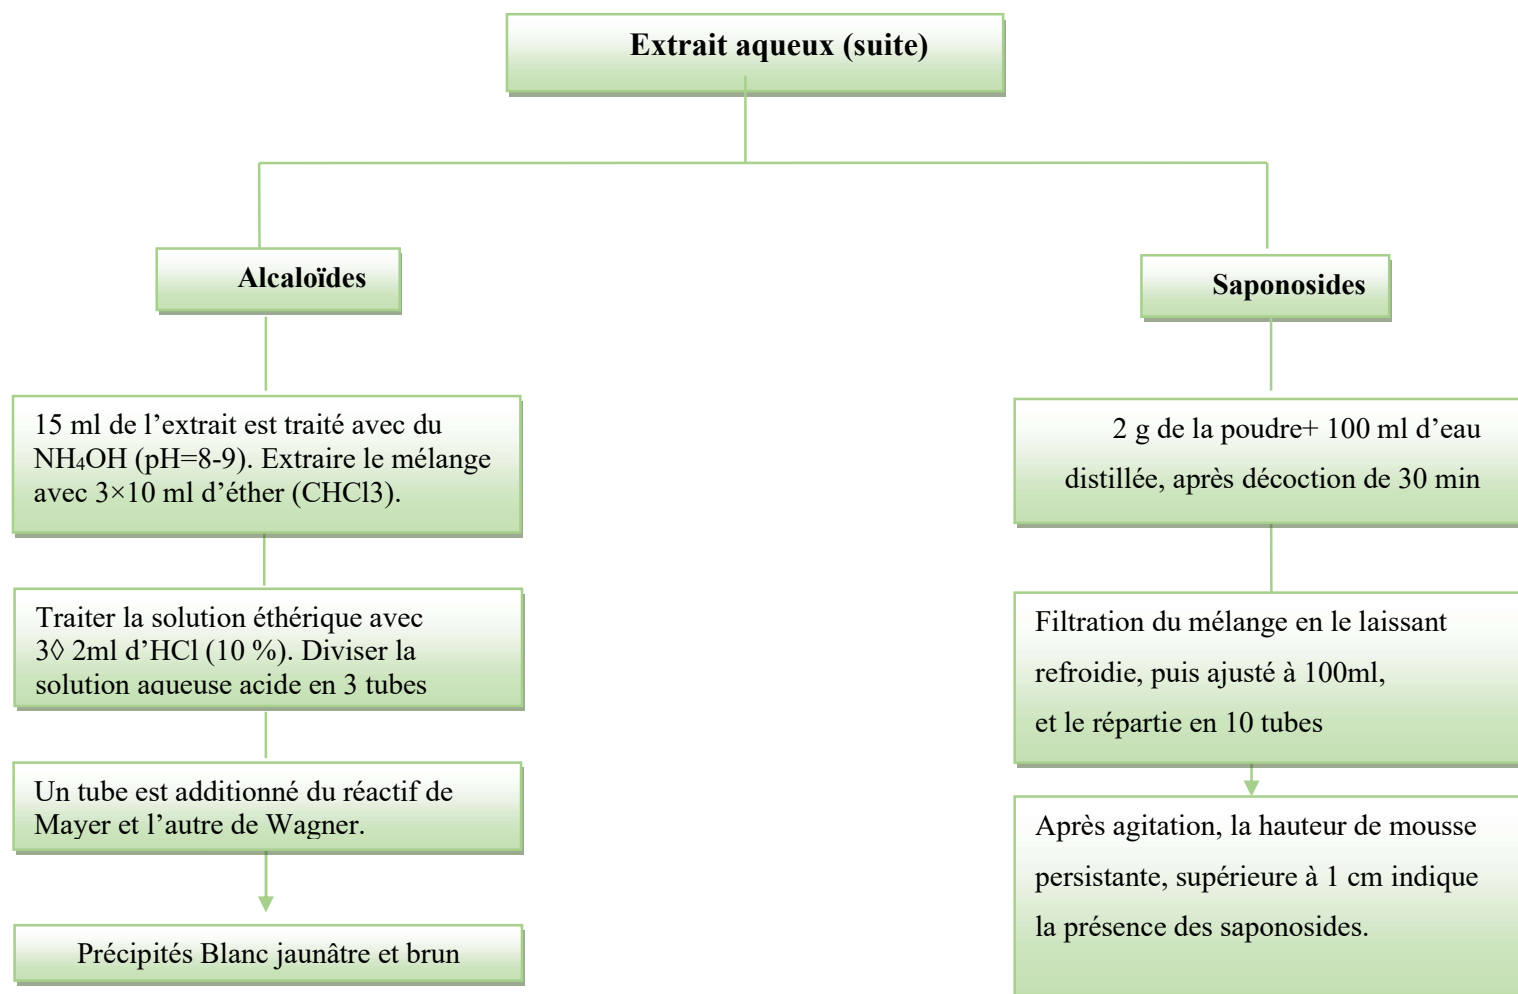 Extrait aqueux (suite)
Alcaloïdes
15 ml de l’extrait est traité avec du
NH₄OH (pH=8-9). Extraire le mélange
avec 3×10 ml d’éther (CHCl3).
Traiter la solution éthérique avec
3◊ 2ml d’HCl (10 %). Diviser la
solution aqueuse acide en 3 tubes
Un tube est additionné du réactif de
Mayer et l’autre de Wagner.
Précipités Blanc jaunâtre et brun
Saponosides
2 g de la poudre+ 100 ml d’eau
distillée, après décoction de 30 min
Filtration du mélange en le laissant
refroidie, puis ajusté à 100ml,
et le répartie en 10 tubes
Après agitation, la hauteur de mousse
persistante, supérieure à 1 cm indique
la présence des saponosides.